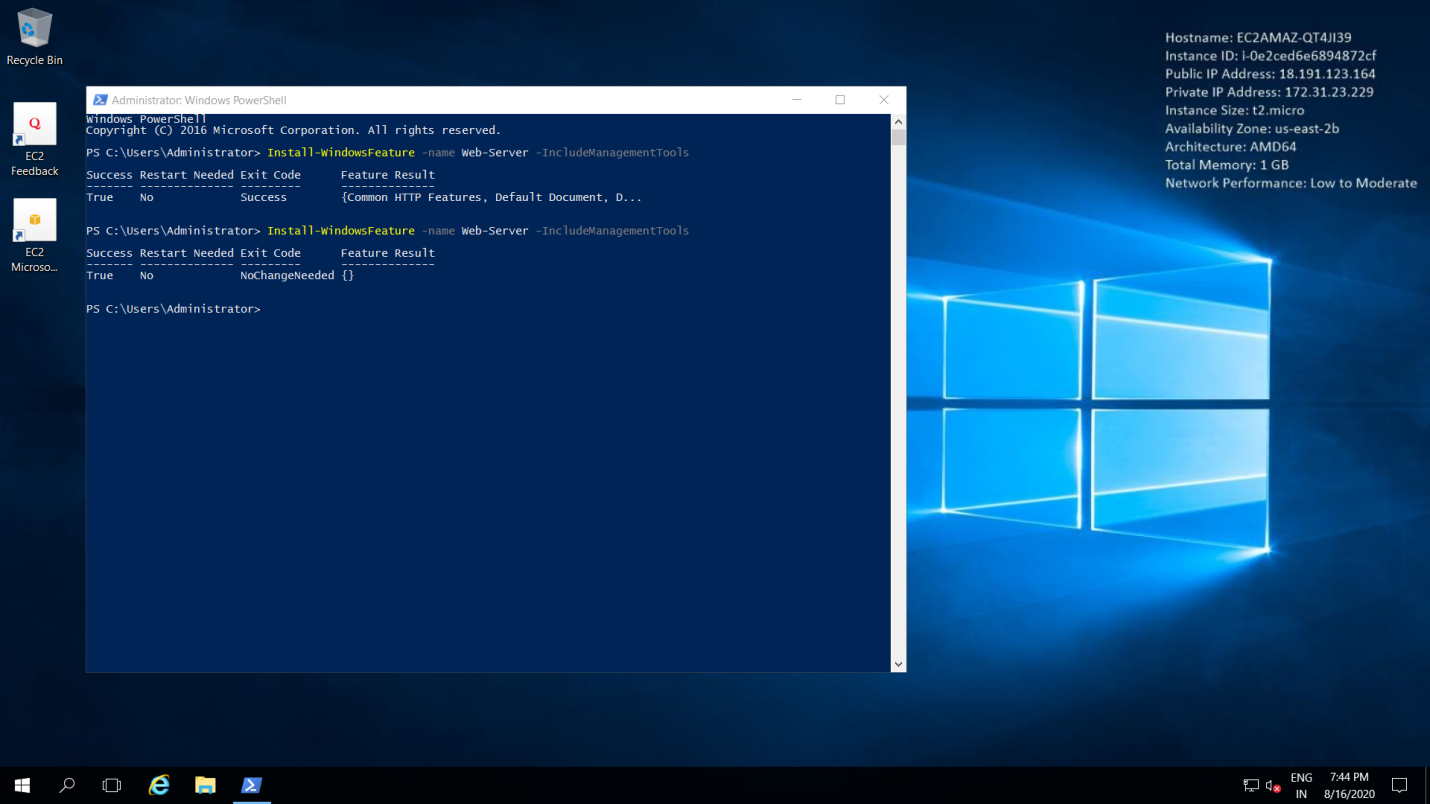 Recycle Bin
Q
EC2
Feedback
EC2
Microso...
Hostname: EC2AMAZ-QT4JI39
Instance ID: i-0e2ced6e6894872cf
Public IP Address: 18.191.123.164
Private IP Address: 172.31.23.229
Instance Size: t2.micro
Availability Zone: us-east-2b
Architecture: AMD64
Total Memory: 1 GB
Network Performance: Low to Moderate
Administrator: Windows PowerShell
Windows PowerShell
Copyright (C) 2016 Microsoft Corporation. All rights reserved.
PS C:\Users\Administrator> Install-WindowsFeature -name Web-Server -IncludeManagementTools
Success Restart Needed Exit Code      Feature Result
------- -------------- ---------      --------------
True    No             Success        {Common HTTP Features, Default Document, D...
PS C:\Users\Administrator> Install-WindowsFeature -name Web-Server -IncludeManagementTools
Success Restart Needed Exit Code      Feature Result
------- -------------- ---------      --------------
True    No             NoChangeNeeded {}
PS C:\Users\Administrator>
ENG
IN
7:44 PM
8/16/2020